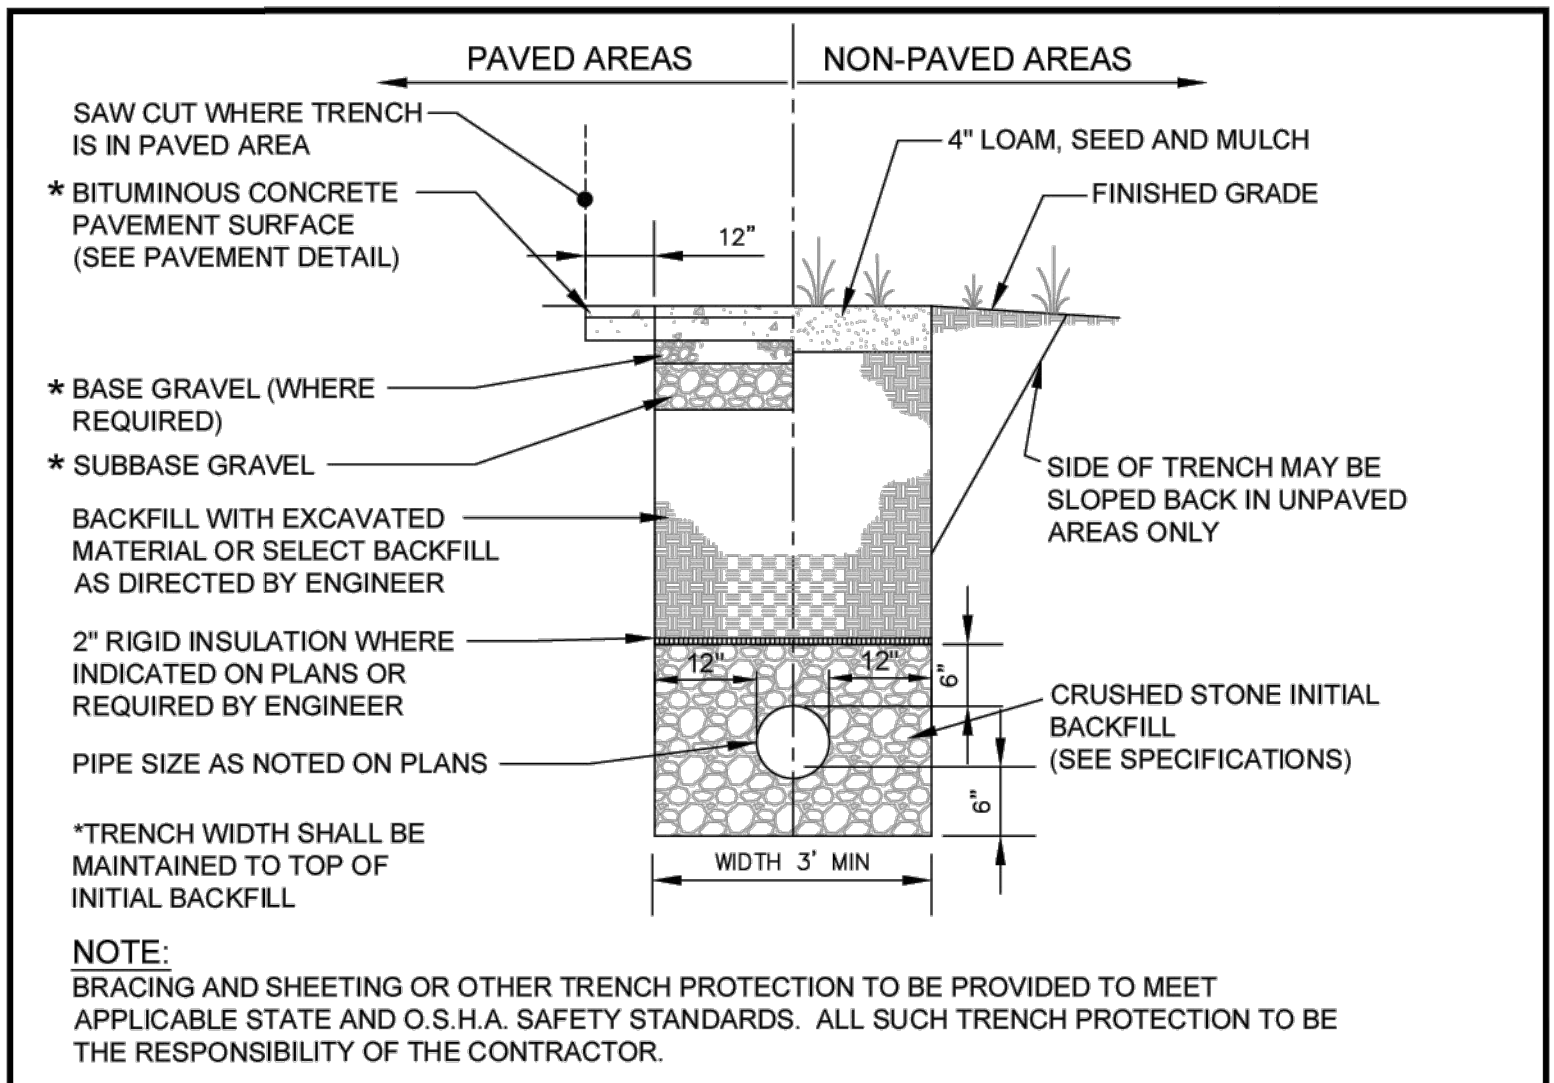 PAVED AREAS
NON-PAVED AREAS
SAW CUT WHERE TRENCH
IS IN PAVED AREA
* BITUMINOUS CONCRETE
PAVEMENT SURFACE
(SEE PAVEMENT DETAIL)
12"
4" LOAM, SEED AND MULCH
FINISHED GRADE
* BASE GRAVEL (WHERE
REQUIRED)
* SUBBASE GRAVEL
SIDE OF TRENCH MAY BE
SLOPED BACK IN UNPAVED
AREAS ONLY
BACKFILL WITH EXCAVATED
MATERIAL OR SELECT BACKFILL
AS DIRECTED BY ENGINEER
2" RIGID INSULATION WHERE
INDICATED ON PLANS OR
REQUIRED BY ENGINEER
12"
12"
6"
CRUSHED STONE INITIAL
BACKFILL
(SEE SPECIFICATIONS)
PIPE SIZE AS NOTED ON PLANS
6"
*TRENCH WIDTH SHALL BE
MAINTAINED TO TOP OF
INITIAL BACKFILL
WIDTH 3' MIN
NOTE:
BRACING AND SHEETING OR OTHER TRENCH PROTECTION TO BE PROVIDED TO MEET
APPLICABLE STATE AND O.S.H.A. SAFETY STANDARDS. ALL SUCH TRENCH PROTECTION TO BE
THE RESPONSIBILITY OF THE CONTRACTOR.